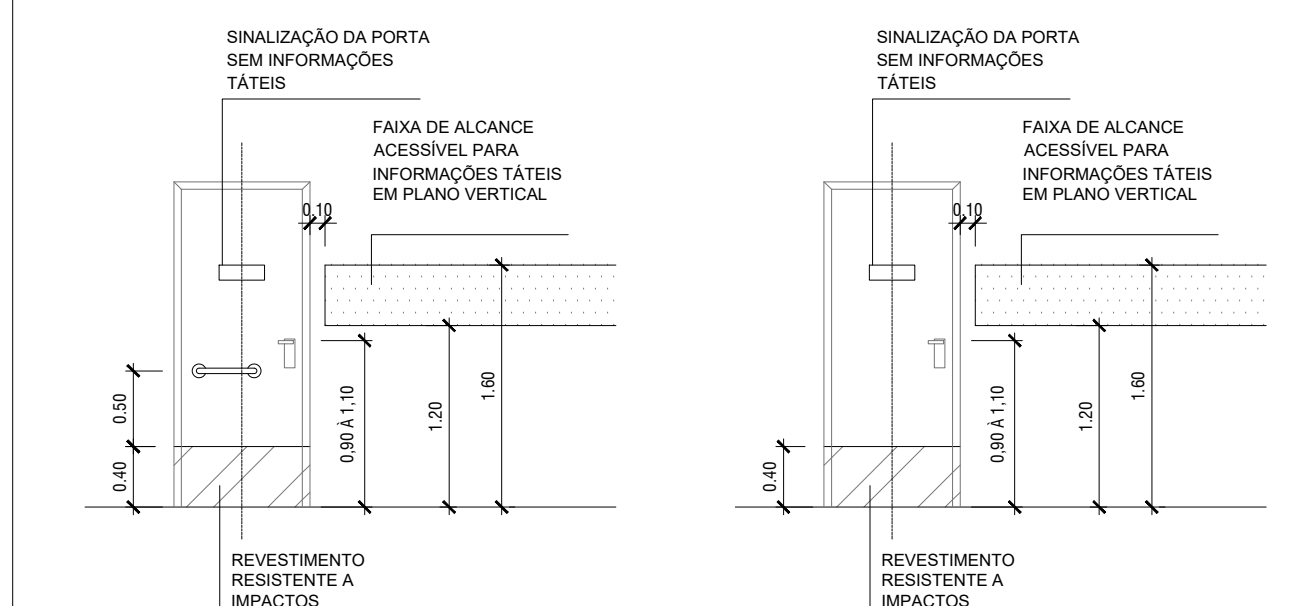 SINALIZAÇÃO DA PORTA
SEM INFORMAÇÕES
TÁTEIS
FAIXA DE ALCANCE
ACESSÍVEL PARA
INFORMAÇÕES TÁTEIS
EM PLANO VERTICAL
0,10
0.50
0.40
0,90 À 1,10
1.20
1.60
REVESTIMENTO
RESISTENTE A
IMPACTOS
SINALIZAÇÃO DA PORTA
SEM INFORMAÇÕES
TÁTEIS
FAIXA DE ALCANCE
ACESSÍVEL PARA
INFORMAÇÕES TÁTEIS
EM PLANO VERTICAL
0,10
0.40
0,90 À 1,10
1.20
1.60
REVESTIMENTO
RESISTENTE A
IMPACTOS